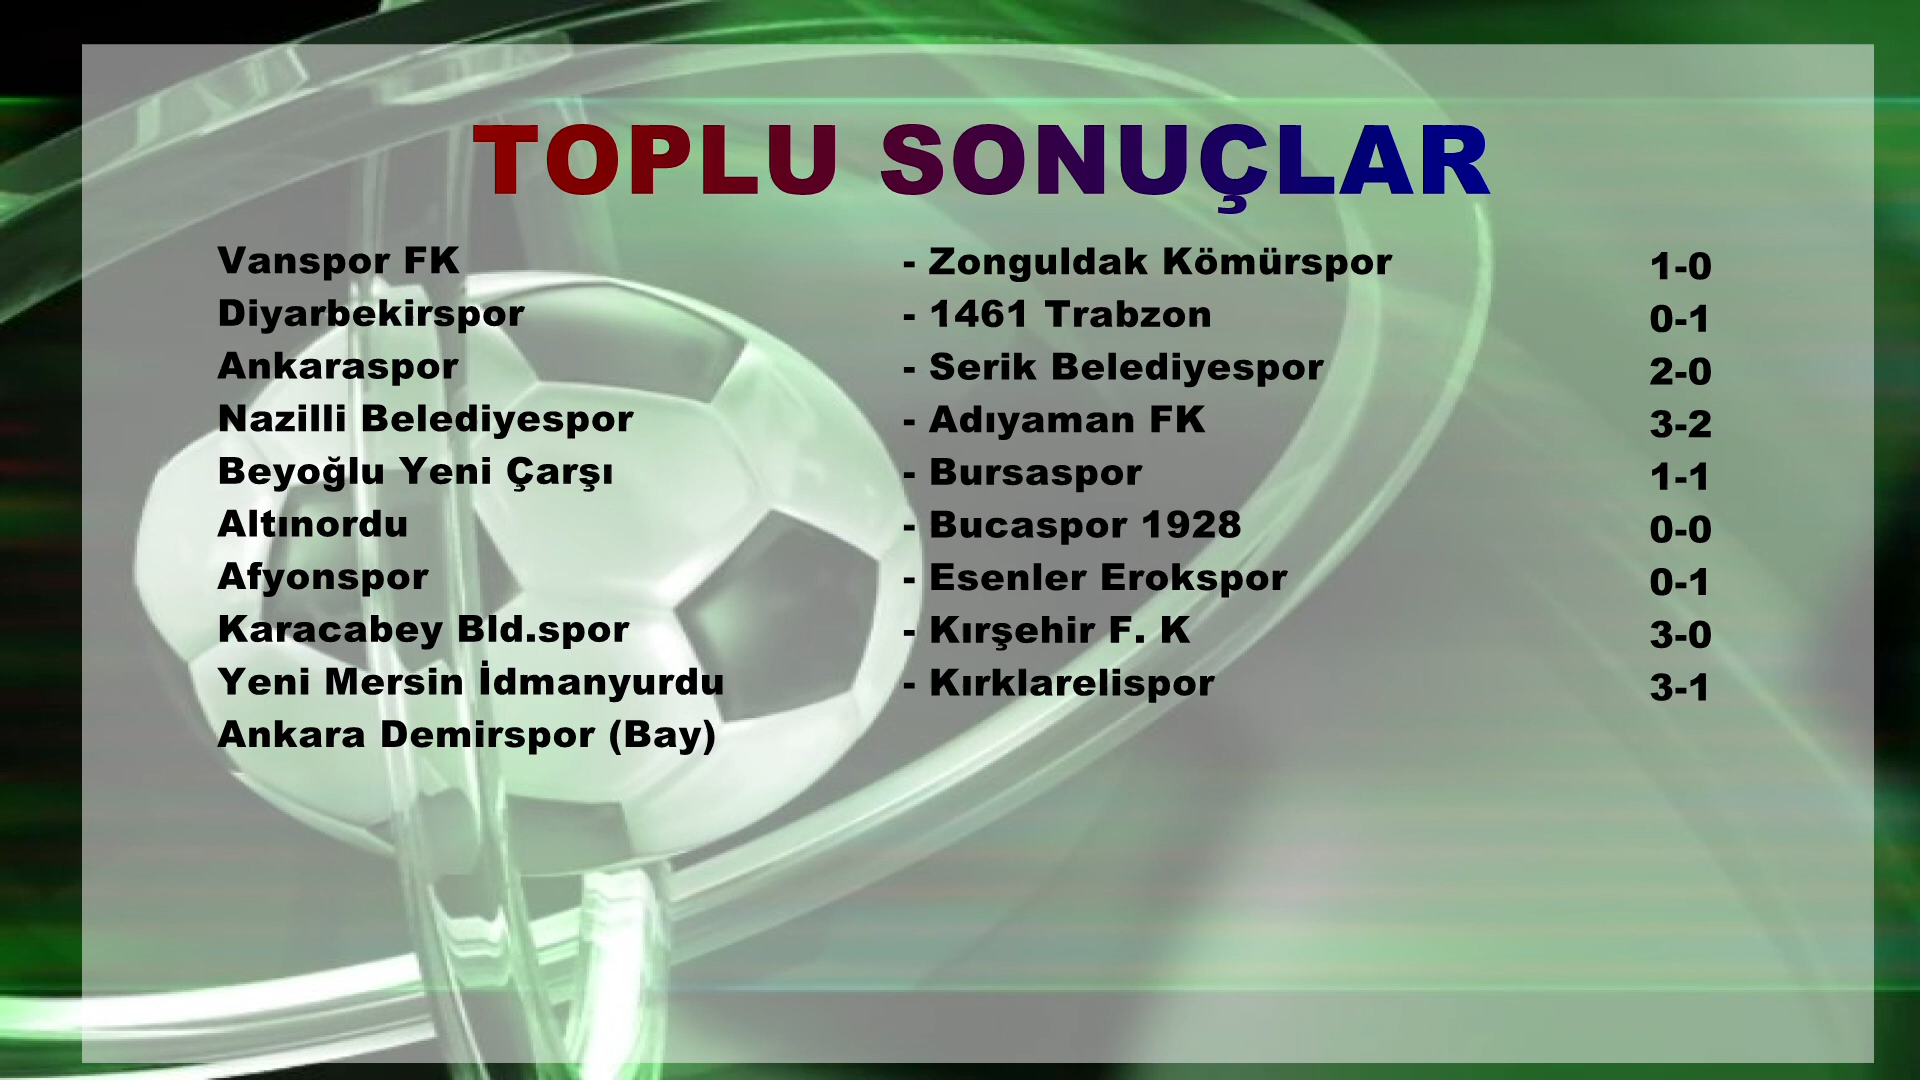 TOPLU SONUÇLAR
Vanspor FK - Zonguldak Kömürspor 1-0
Diyarbekirspor - 1461 Trabzon 0-1
Ankaraspor - Serik Belediyespor 2-0
Nazilli Belediyespor - Adıyaman FK 3-2
Beyoğlu Yeni Çarşı - Bursaspor 1-1
Altınordu - Bucaspor 1928 0-0
Afyonspor - Esenler Erokspor 0-1
Karacabey Bld.spor - Kırşehir F. K 3-0
Yeni Mersin İdmanyurdu - Kırklarelispor 3-1
Ankara Demirspor (Bay)